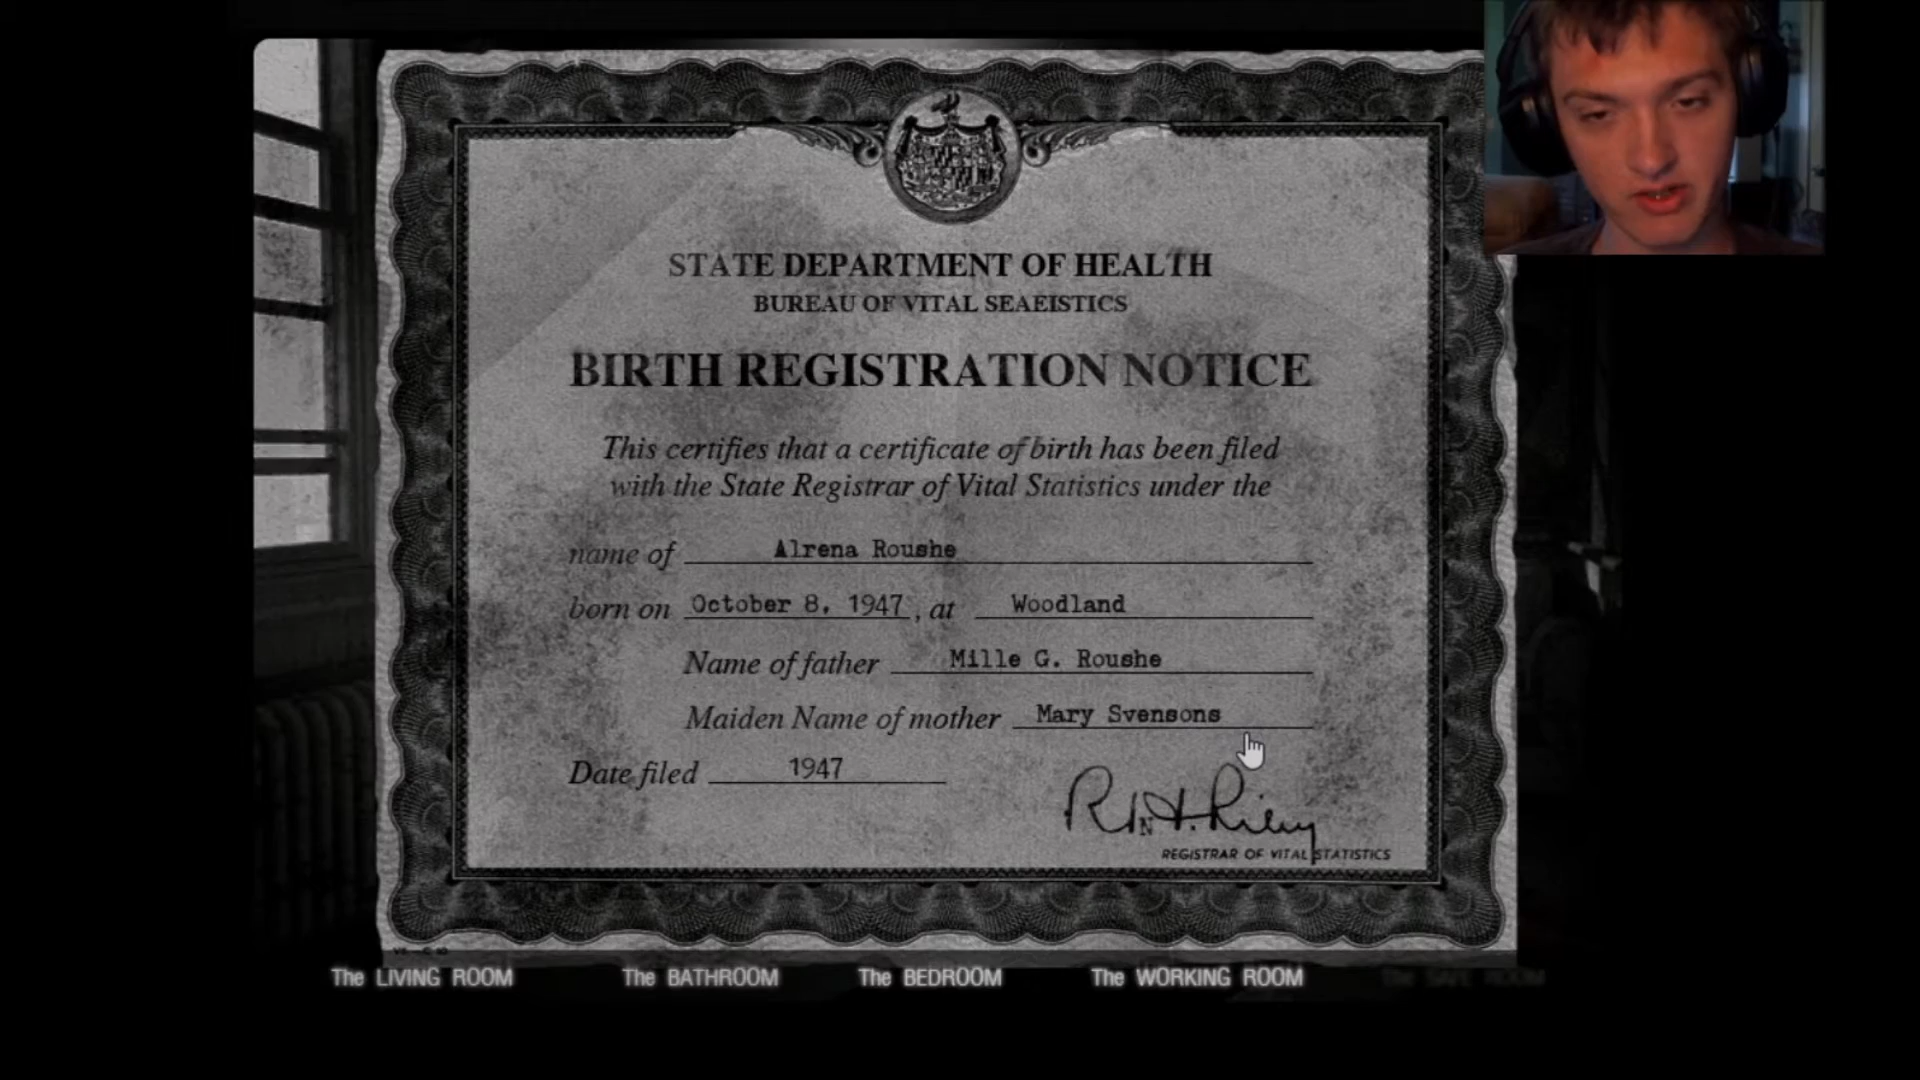 STATE DEPARTMENT OF HEALTH
BUREAU OF VITAL SEAEISTICS
BIRTH REGISTRATION NOTICE
This certifies that a certificate of birth has been filed
with the State Registrar of Vital Statistics under the
name of Alrena Roushe
born on October 8, 1947, at Woodland
Name of father Mille G. Roushe
Maiden Name of mother Mary Svensons
Date filed 1947
REGISTRAR OF VITAL STATISTICS
The LIVING ROOM The BATHROOM The BEDROOM The WORKING ROOM The SAFE ROOM